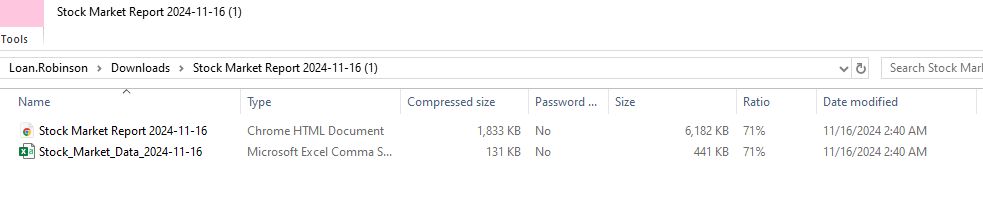 Stock Market Report 2024-11-16 (1)
Tools
Loan.Robinson > Downloads > Stock Market Report 2024-11-16 (1) Search Stock Mar
Name Type Compressed size Password ... Size Ratio Date modified
Stock Market Report 2024-11-16 Chrome HTML Document 1,833 KB No 6,182 KB 71% 11/16/2024 2:40 AM
Stock_Market_Data_2024-11-16 Microsoft Excel Comma S... 131 KB No 441 KB 71% 11/16/2024 2:40 AM